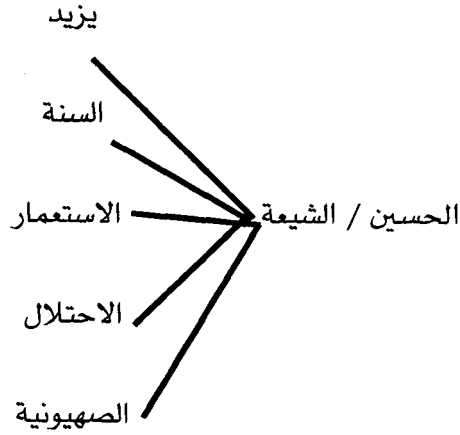 يزيد
السنة
الحسين / الشيعة
الاستعمار
الاحتلال
الصهيونية